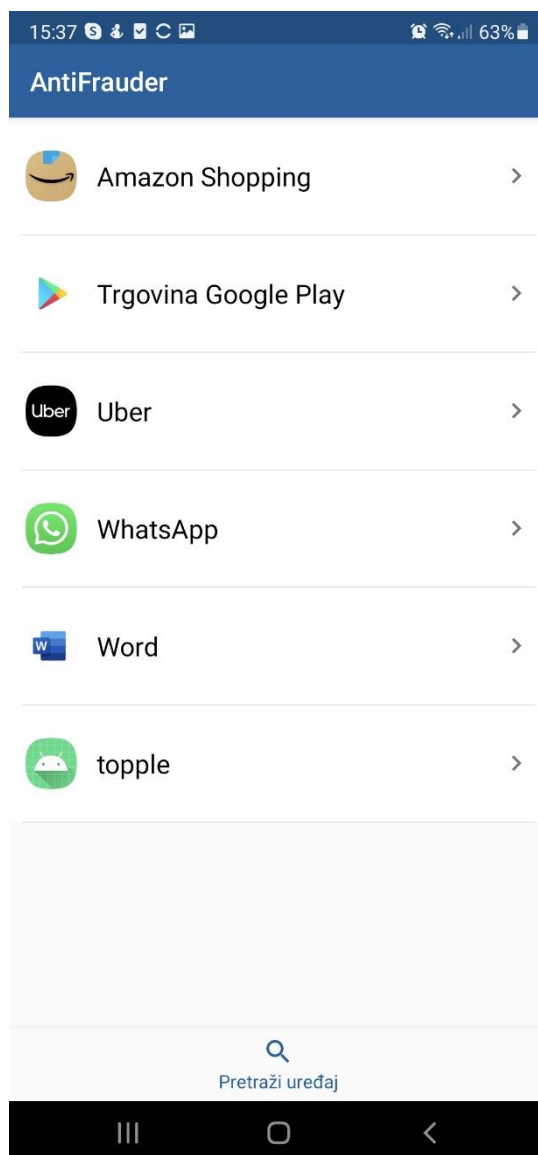 15:37 63%
AntiFrauder
Amazon Shopping
Trgovina Google Play
Uber Uber
WhatsApp
W Word
topple
Pretraži uređaj